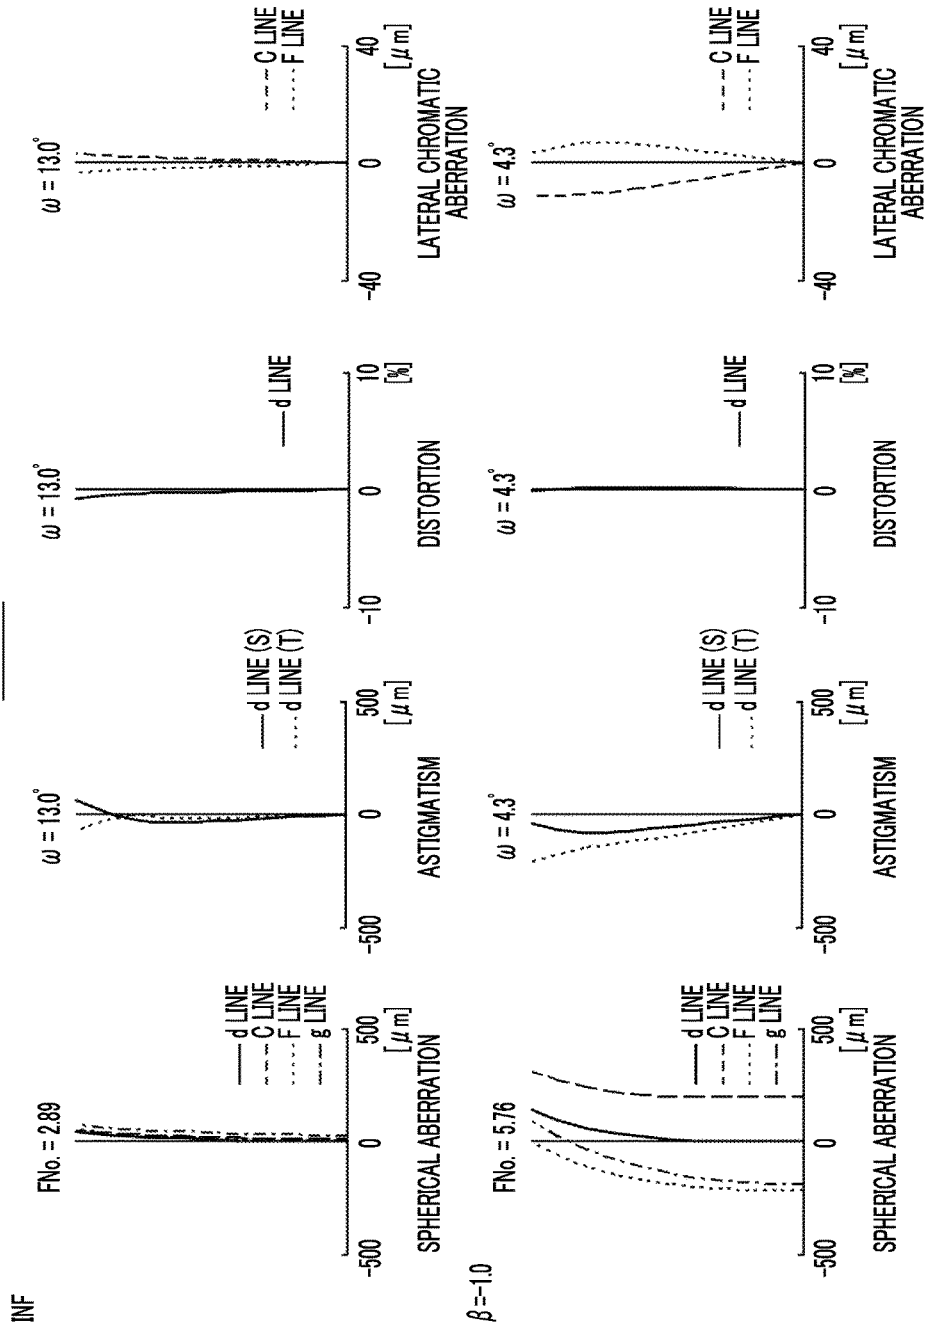 INF
FNo. = 2.89
d LINE
C LINE
F LINE
g LINE
-500
0
500
[μm]
SPHERICAL ABERRATION
ω = 13.0°
d LINE (S)
d LINE (T)
-500
0
500
[μm]
ASTIGMATISM
ω = 13.0°
d LINE
-10
0
10
[%]
DISTORTION
ω = 13.0°
C LINE
F LINE
-40
0
40
[μm]
LATERAL CHROMATIC
ABERRATION
β=-1.0
FNo. = 5.76
d LINE
C LINE
F LINE
g LINE
-500
0
500
[μm]
SPHERICAL ABERRATION
ω = 4.3°
d LINE (S)
d LINE (T)
-500
0
500
[μm]
ASTIGMATISM
ω = 4.3°
d LINE
-10
0
10
[%]
DISTORTION
ω = 4.3°
C LINE
F LINE
-40
0
40
[μm]
LATERAL CHROMATIC
ABERRATION